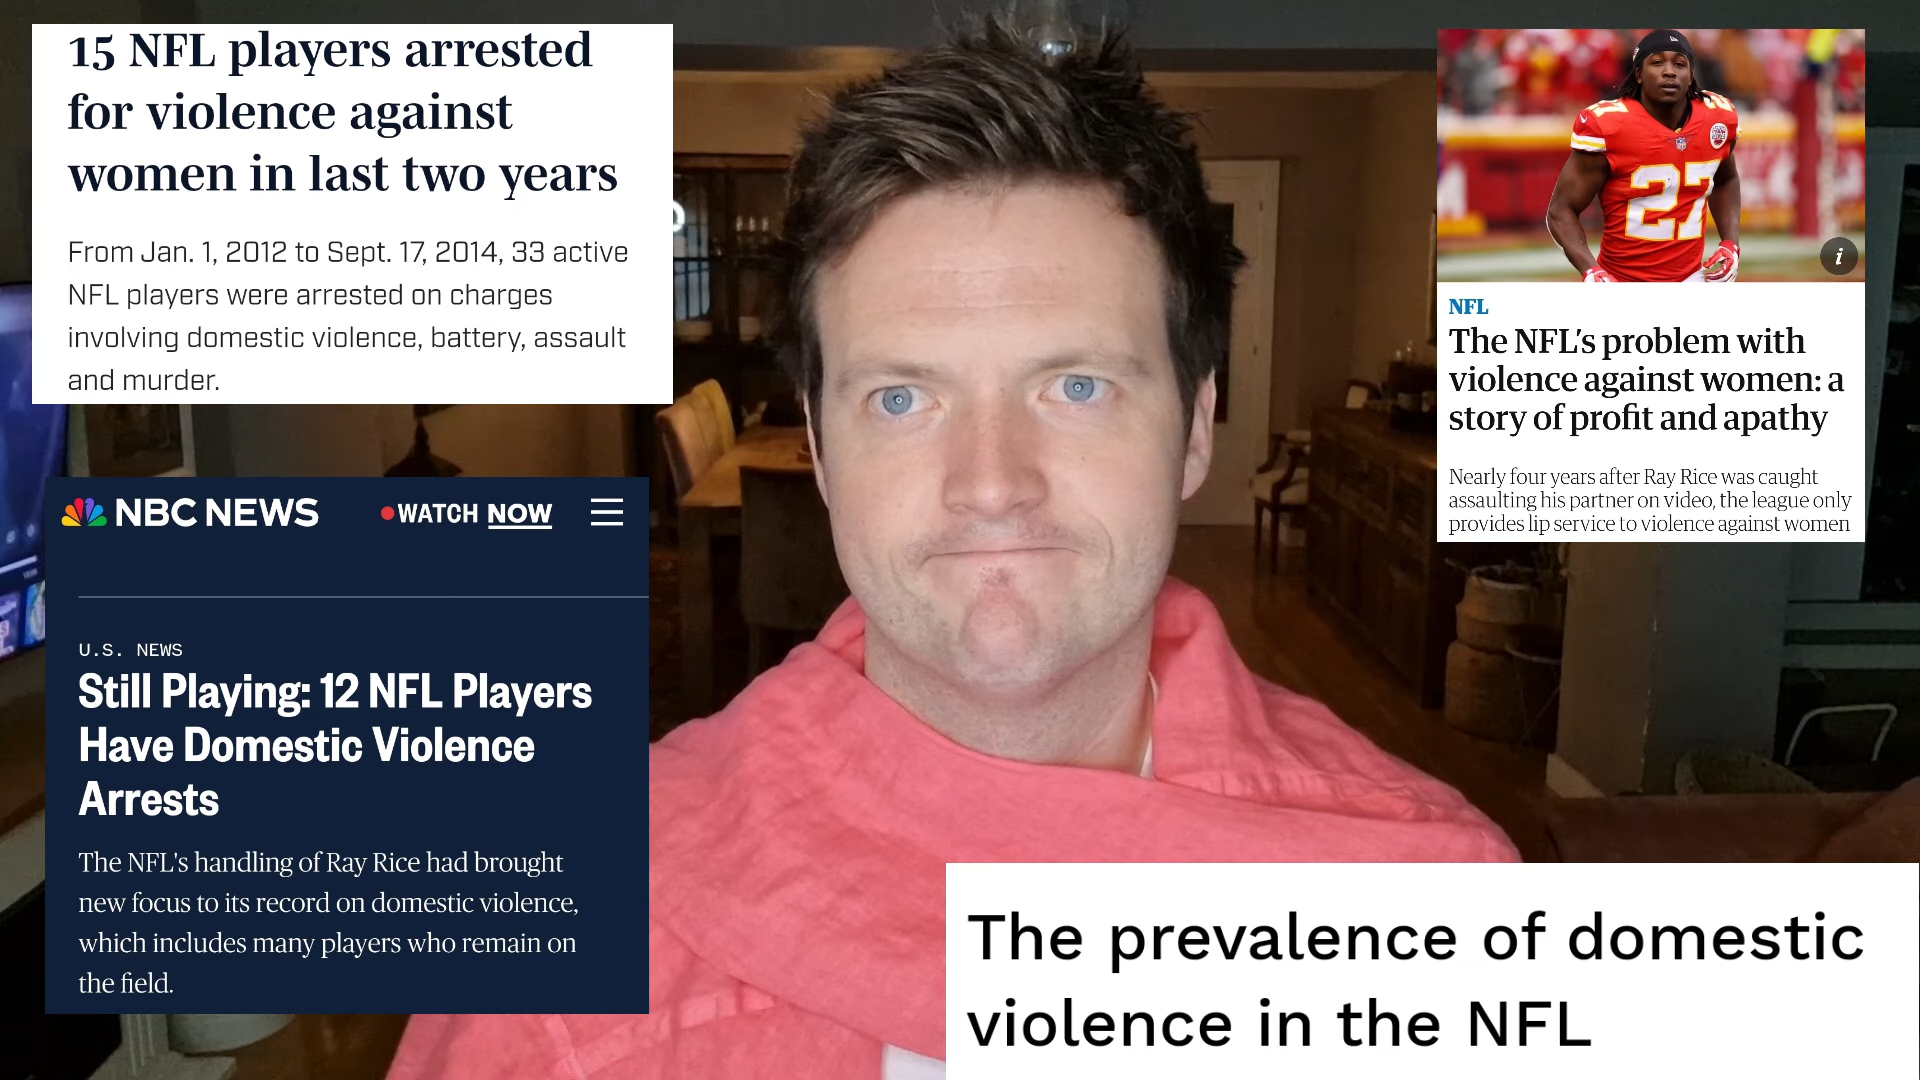 15 NFL players arrested
for violence against
women in last two years
From Jan. 1, 2012 to Sept. 17, 2014, 33 active
NFL players were arrested on charges
involving domestic violence, battery, assault
and murder.
NBC NEWS
WATCH NOW
U.S. NEWS
Still Playing: 12 NFL Players
Have Domestic Violence
Arrests
The NFL's handling of Ray Rice had brought
new focus to its record on domestic violence,
which includes many players who remain on
the field.
27
i
NFL
The NFL’s problem with
violence against women: a
story of profit and apathy
Nearly four years after Ray Rice was caught
assaulting his partner on video, the league only
provides lip service to violence against women
The prevalence of domestic
violence in the NFL